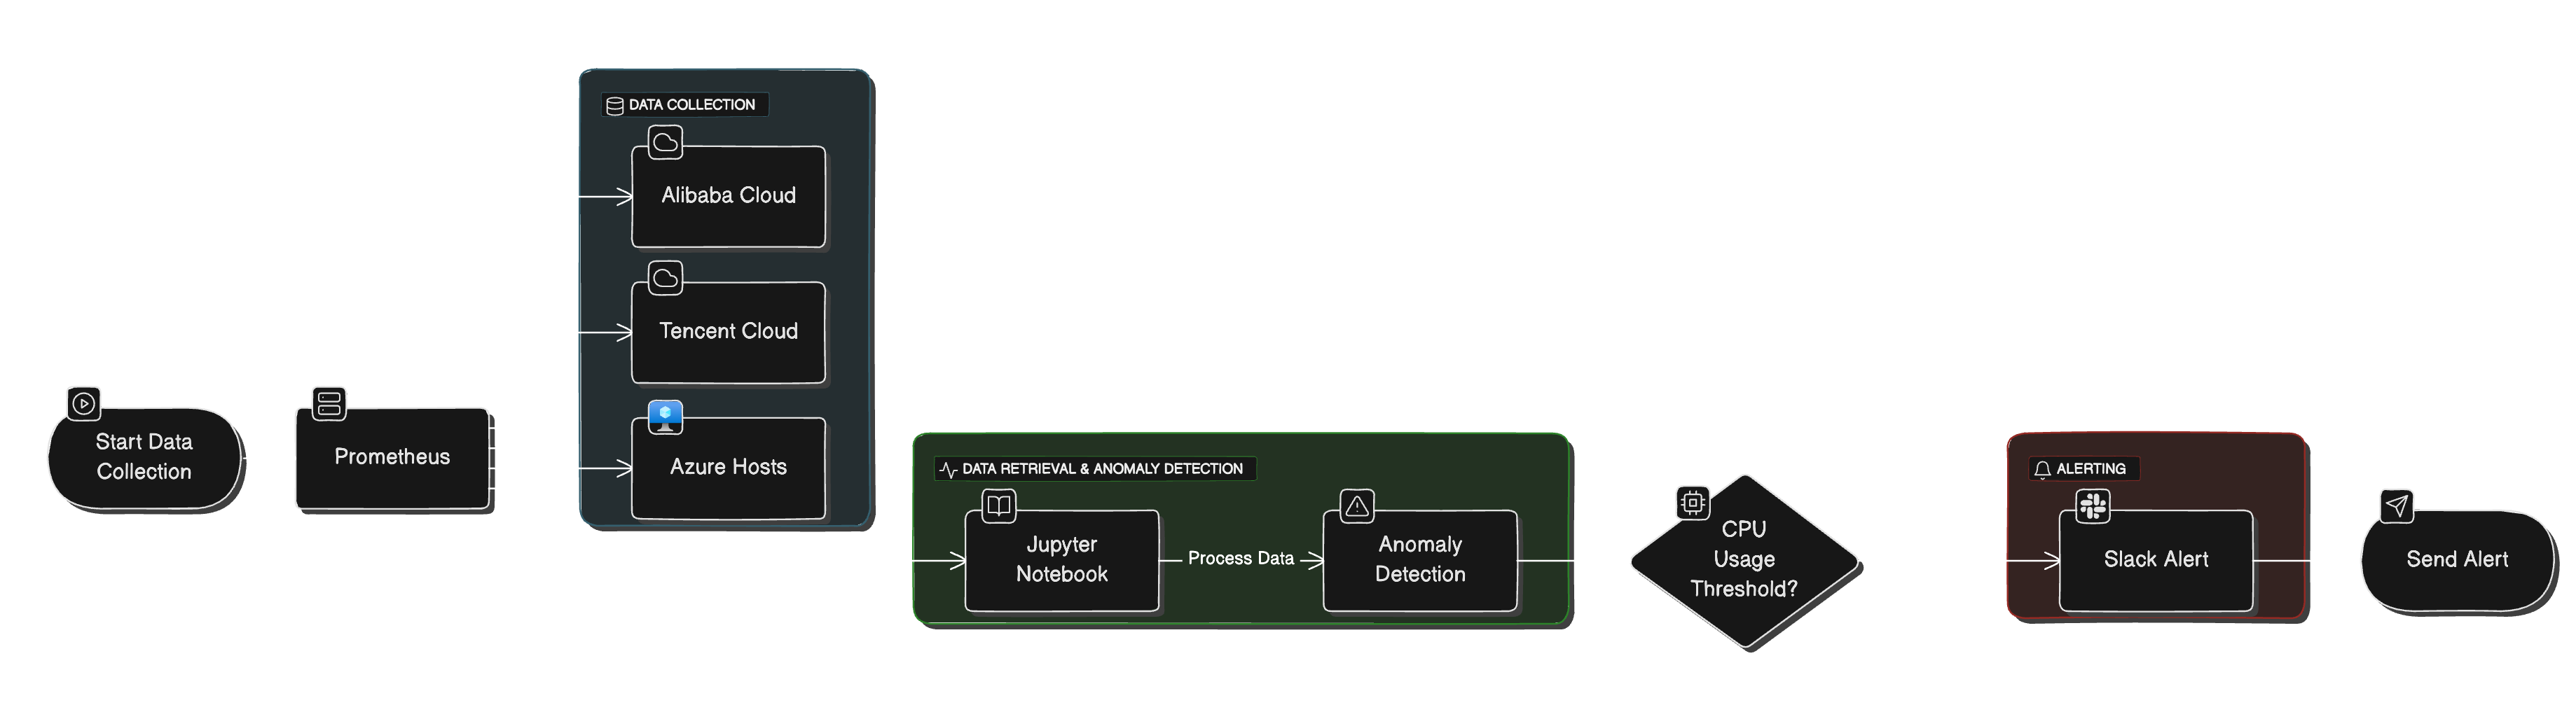 Start Data
Collection
Prometheus
DATA COLLECTION
Alibaba Cloud
Tencent Cloud
Azure Hosts
DATA RETRIEVAL & ANOMALY DETECTION
Jupyter
Notebook
Process Data
Anomaly
Detection
CPU
Usage
Threshold?
ALERTING
Slack Alert
Send Alert